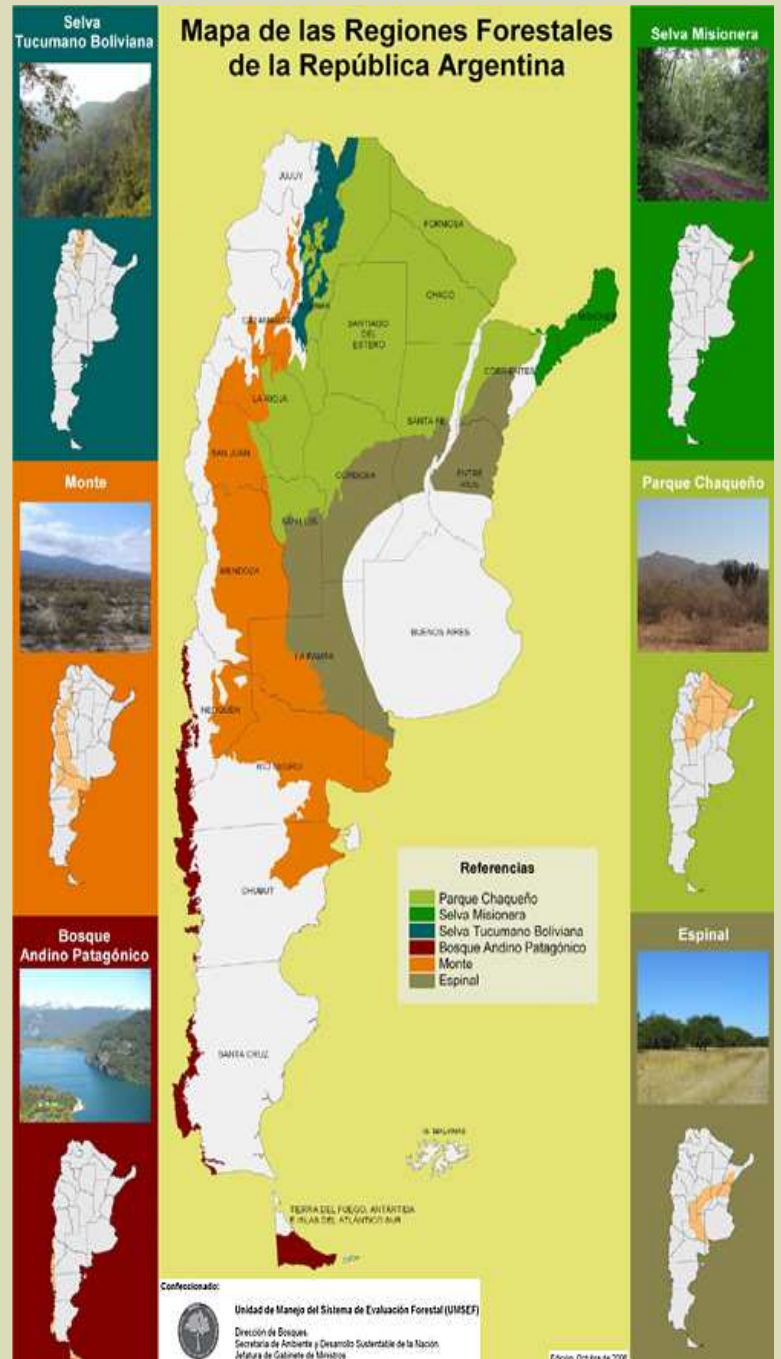 Mapa de las Regiones Forestales
de la República Argentina
Selva
Tucumano Boliviana
Monte
Bosque
Andino Patagónico
Selva Misionera
Parque Chaqueño
Espinal
JUJUY
FORMOSA
CHACO
SANTIAGO
DEL
ESTERO
CATAMARCA
MISIONES
CORRIENTES
LA RIOJA
SANTA FE
SAN JUAN
CORDOBA
ENTRE
RIOS
SAN LUIS
MENDOZA
BUENOS AIRES
LA PAMPA
NEUQUEN
RIO NEGRO
CHUBUT
SANTA CRUZ
IS. MALVINAS
TIERRA DEL FUEGO, ANTARTIDA
E ISLAS DEL ATLANTICO SUR
Referencias
Parque Chaqueño
Selva Misionera
Selva Tucumano Boliviana
Bosque Andino Patagónico
Monte
Espinal
Confeccionado:
Unidad de Manejo del Sistema de Evaluación Forestal (UMSEF)
Dirección de Bosques
Secretaría de Ambiente y Desarrollo Sustentable de la Nación
Jefatura de Gabinete de Ministros